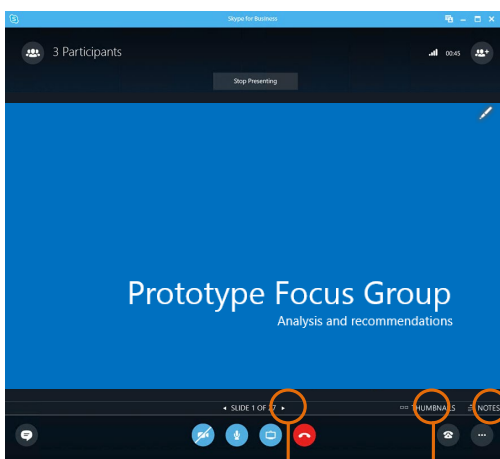 Skype for Business
3 Participants
00:45
Stop Presenting
Prototype Focus Group
Analysis and recommendations
SLIDE 1 OF 27
THUMBNAILS
NOTES